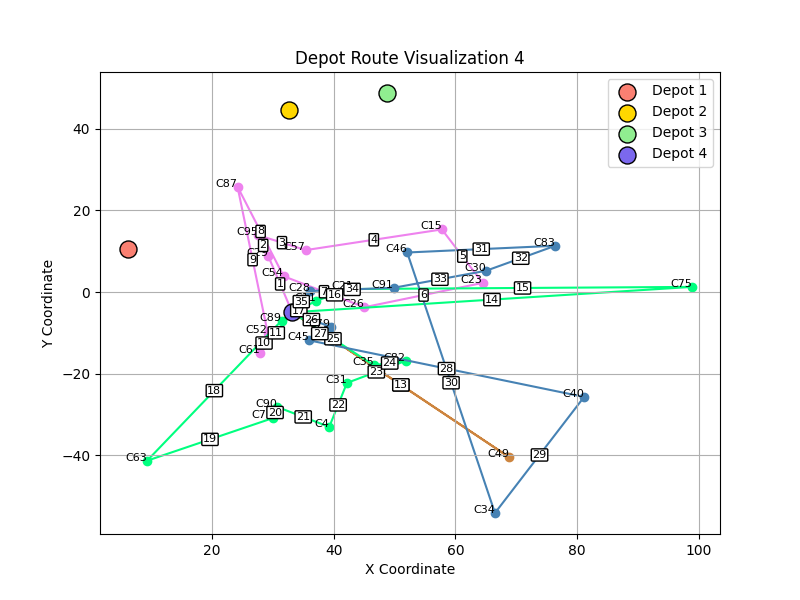 Depot Route Visualization 4
Depot 1
Depot 2
Depot 3
Depot 4
Y Coordinate
X Coordinate
40
20
0
−20
−40
20
40
60
80
100
C87
C95
8
2
3
C57
4
C15
C46
31
C83
9
5
32
C54
1
C30
C23
33
C91
C28
7
34
16
35
6
14
15
C75
C26
17
C89
26
C52
11
27
25
C45
10
C61
C35
24
23
28
C40
C31
13
30
18
22
C90
C7
20
21
C4
19
C63
C49
29
C34